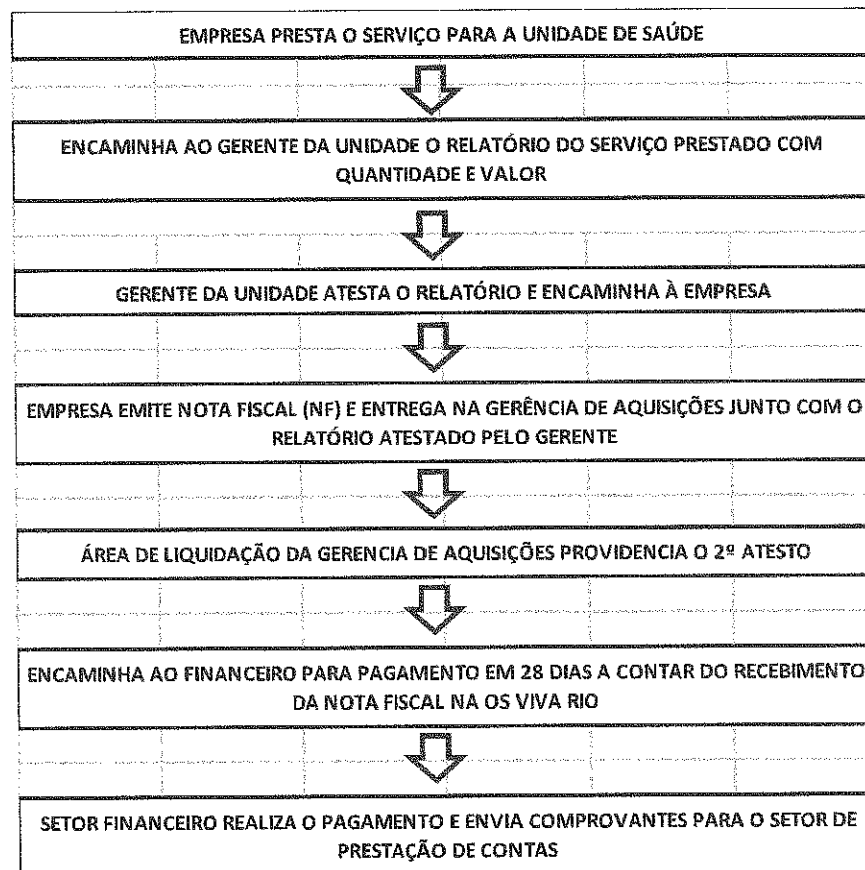 EMPRESA PRESTA O SERVIÇO PARA A UNIDADE DE SAÚDE
ENCAMINHA AO GERENTE DA UNIDADE O RELATÓRIO DO SERVIÇO PRESTADO COM
QUANTIDADE E VALOR
GERENTE DA UNIDADE ATESTA O RELATÓRIO E ENCAMINHA À EMPRESA
EMPRESA EMITE NOTA FISCAL (NF) E ENTREGA NA GERÊNCIA DE AQUISIÇÕES JUNTO COM O
RELATÓRIO ATESTADO PELO GERENTE
ÁREA DE LIQUIDAÇÃO DA GERENCIA DE AQUISIÇÕES PROVIDENCIA O 2º ATESTO
ENCAMINHA AO FINANCEIRO PARA PAGAMENTO EM 28 DIAS A CONTAR DO RECEBIMENTO
DA NOTA FISCAL NA OS VIVA RIO
SETOR FINANCEIRO REALIZA O PAGAMENTO E ENVIA COMPROVANTES PARA O SETOR DE
PRESTAÇÃO DE CONTAS